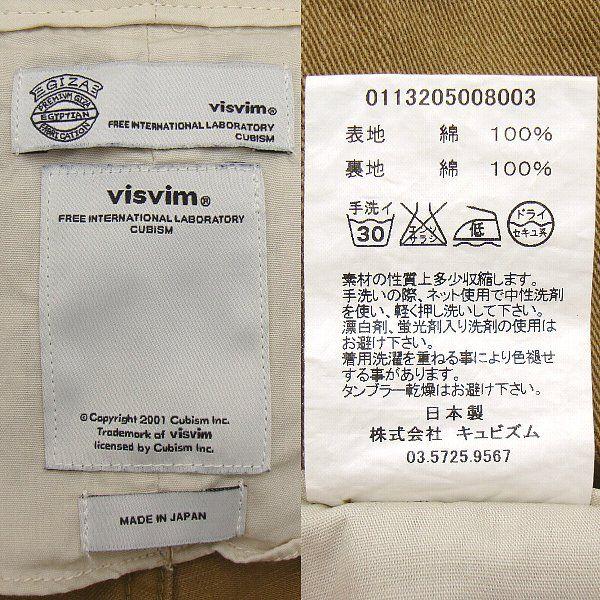 GIZA
PREMIUM GIZA
EGYPTIAN
visvim®
FREE INTERNATIONAL LABORATORY
CUBISM
visvim®
FREE INTERNATIONAL LABORATORY
CUBISM
© Copyright 2001 Cubism Inc.
Trademark of visvim
licensed by Cubism Inc.
MADE IN JAPAN
0113205008003
表地 綿 100%
裏地 綿 100%
手洗イ
30
エンソサラシ
低
ドライ
セキユ系
素材の性質上多少収縮します。
手洗いの際、ネット使用で中性洗剤
を使い、軽く押し洗いして下さい。
漂白剤、蛍光剤入り洗剤の使用は
お避け下さい。
着用洗濯を重ねる事により色褪せ
する事があります。
タンブラー乾燥はお避け下さい。
日本製
株式会社 キュビズム
03.5725.9567